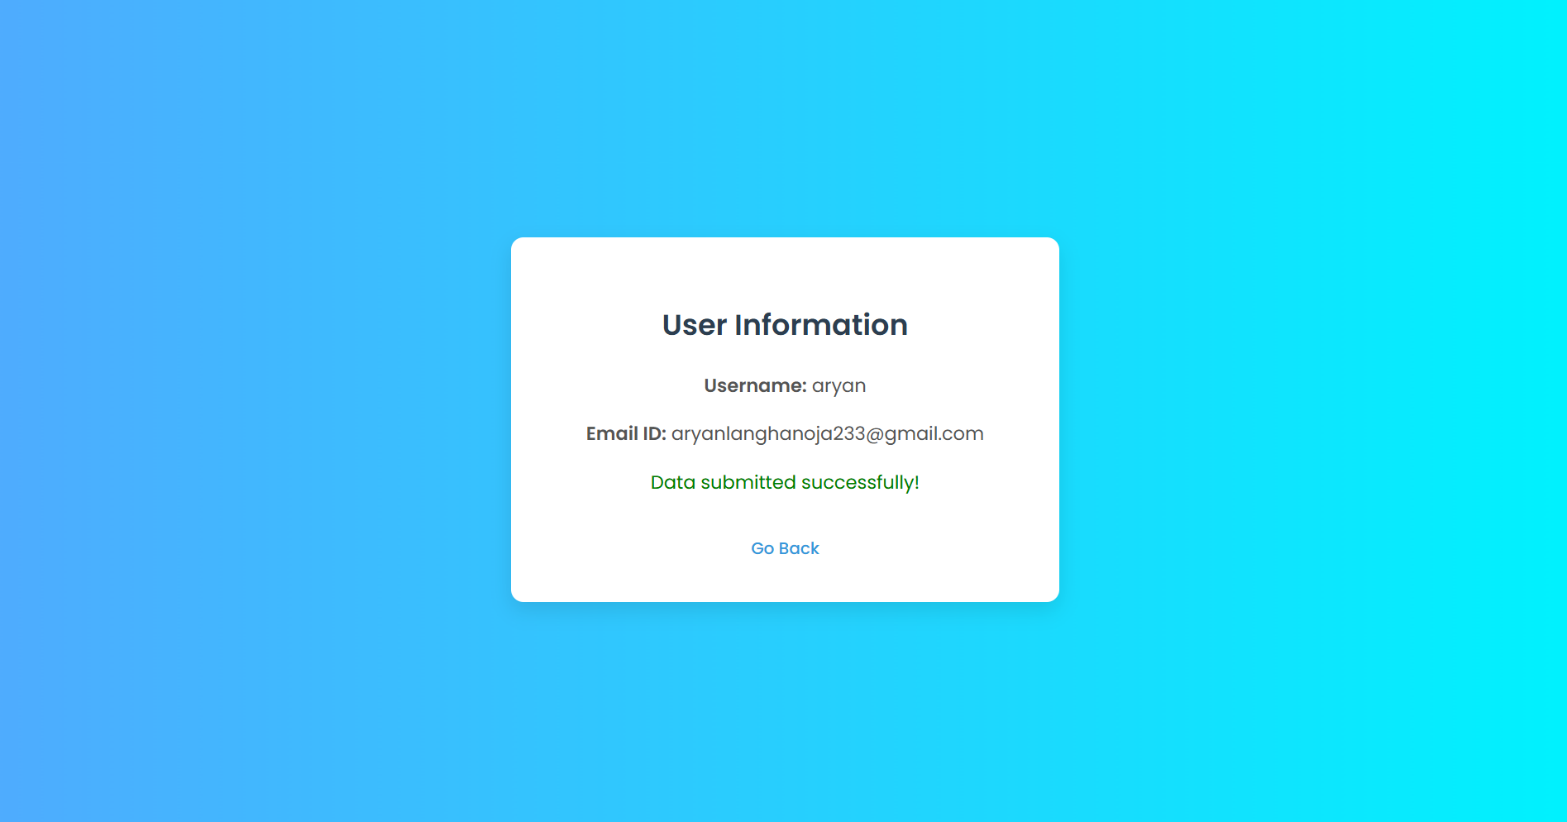 User Information
Username: aryan
Email ID: aryanlanghanoja233@gmail.com
Data submitted successfully!
Go Back